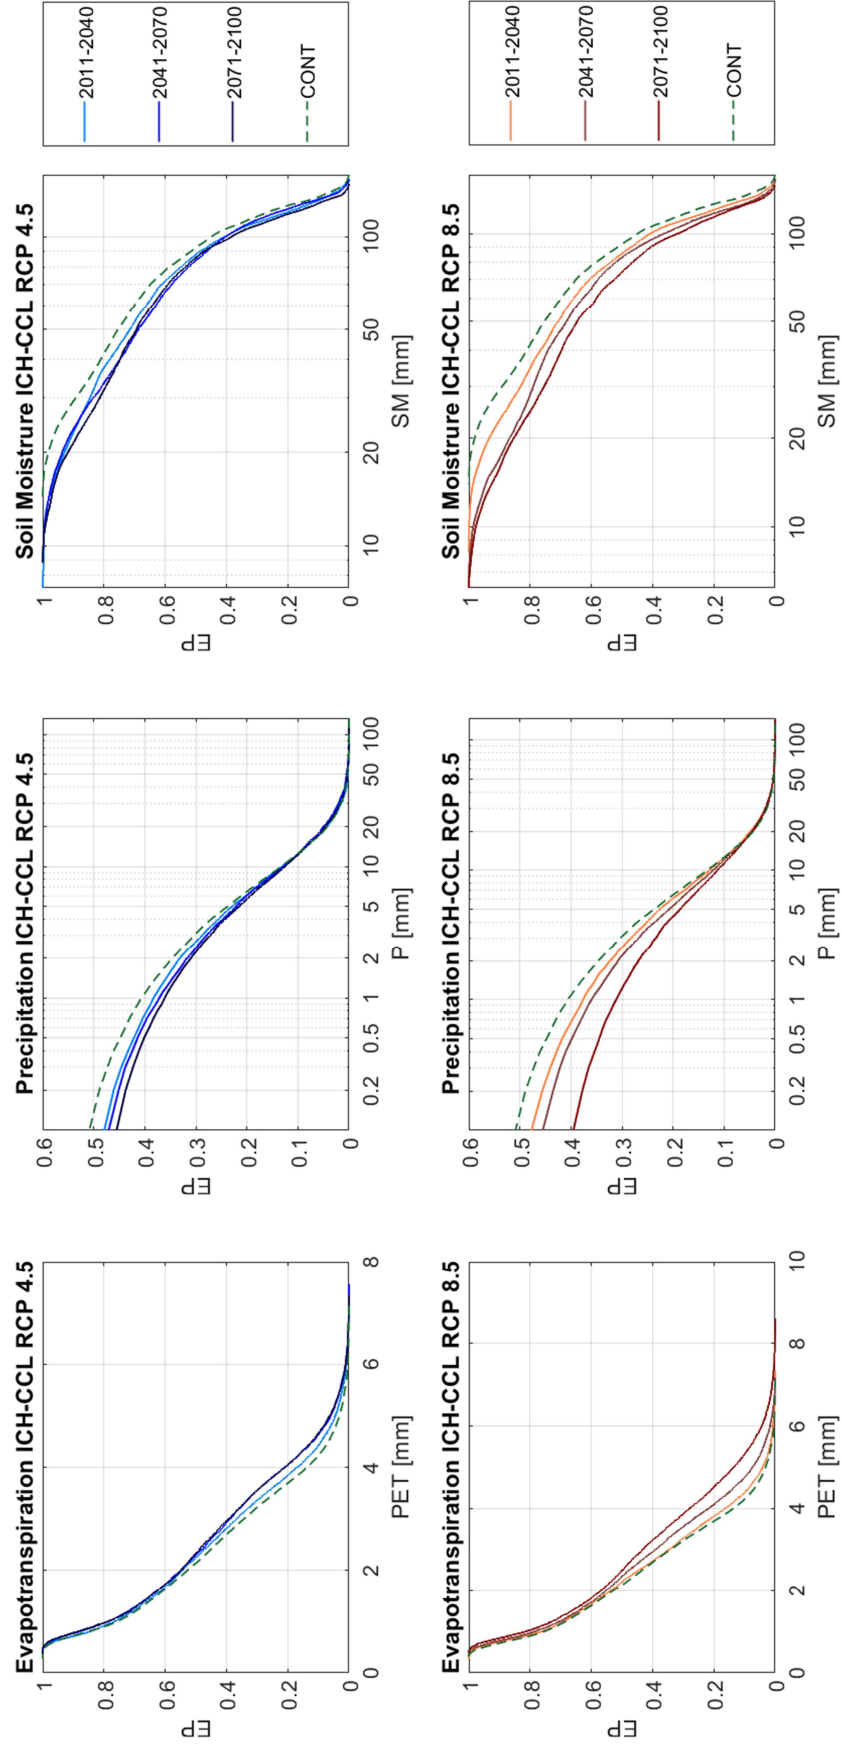 Evapotranspiration ICH-CCL RCP 4.5
1
0.8
0.6
0.4
0.2
0
EP
0 2 4 6 8
PET [mm]
Precipitation ICH-CCL RCP 4.5
0.6
0.5
0.4
0.3
0.2
0.1
0
EP
0.2 0.5 1 2 5 10 20 50 100
P [mm]
Soil Moistrure ICH-CCL RCP 4.5
1
0.8
0.6
0.4
0.2
0
EP
10 20 50 100
SM [mm]
2011-2040
2041-2070
2071-2100
CONT
Evapotranspiration ICH-CCL RCP 8.5
1
0.8
0.6
0.4
0.2
0
EP
0 2 4 6 8 10
PET [mm]
Precipitation ICH-CCL RCP 8.5
0.6
0.5
0.4
0.3
0.2
0.1
0
EP
0.2 0.5 1 2 5 10 20 50 100
P [mm]
Soil Moistrure ICH-CCL RCP 8.5
1
0.8
0.6
0.4
0.2
0
EP
10 20 50 100
SM [mm]
2011-2040
2041-2070
2071-2100
CONT